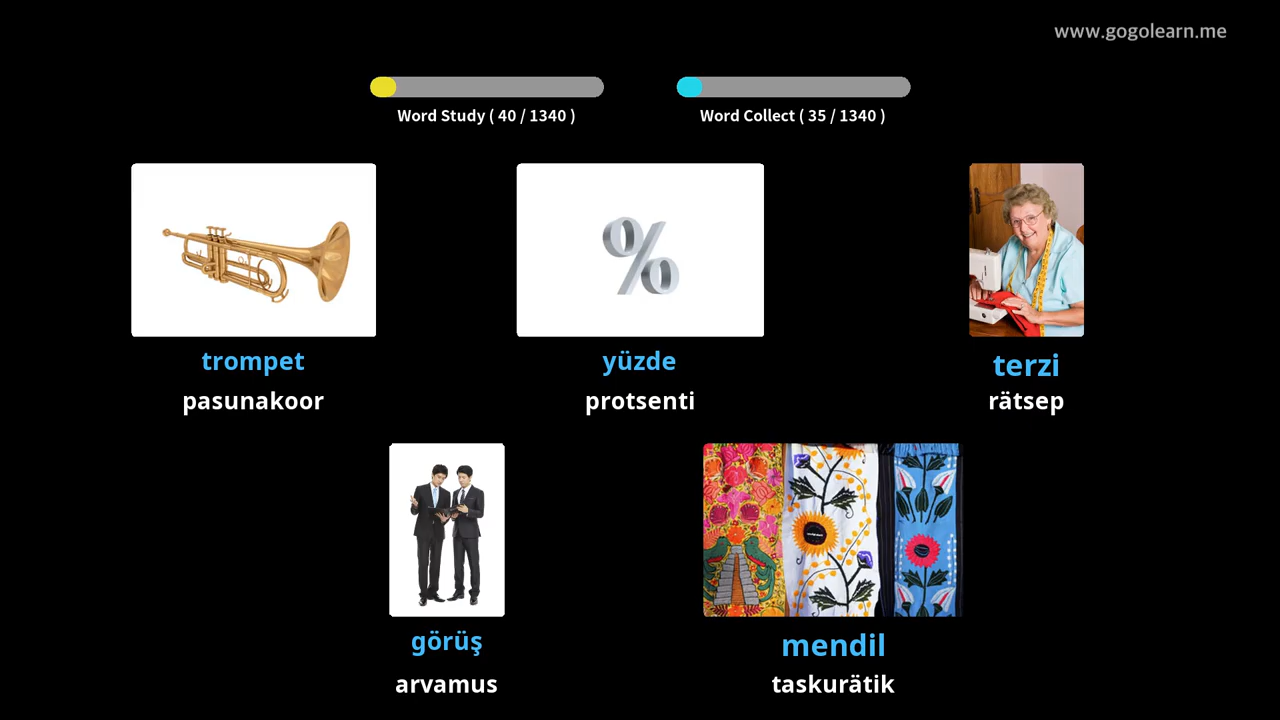 www.gogolearn.me
Word Study ( 40 / 1340 )
Word Collect ( 35 / 1340 )
trompet
pasunakoor
yüzde
protsenti
terzi
rätsep
görüş
arvamus
mendil
taskurätik